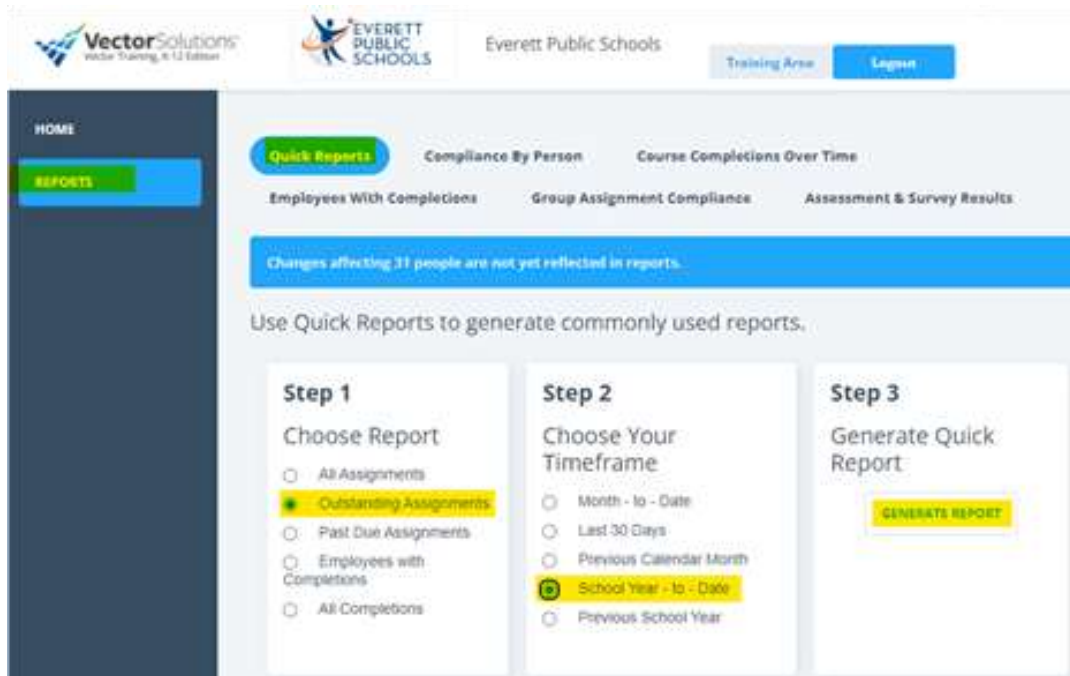 VectorSolutions
Vector Training, K-12 Edition
EVERETT
PUBLIC
SCHOOLS
Everett Public Schools
Training Area
Logout
HOME
REPORTS
Quick Reports
Compliance By Person
Course Completions Over Time
Employees With Completions
Group Assignment Compliance
Assessment & Survey Results
Changes affecting 31 people are not yet reflected in reports.
Use Quick Reports to generate commonly used reports.
Step 1
Choose Report
All Assignments
Outstanding Assignments
Past Due Assignments
Employees with
Completions
All Completions
Step 2
Choose Your
Timeframe
Month - to - Date
Last 30 Days
Previous Calendar Month
School Year - to - Date
Previous School Year
Step 3
Generate Quick
Report
GENERATE REPORT